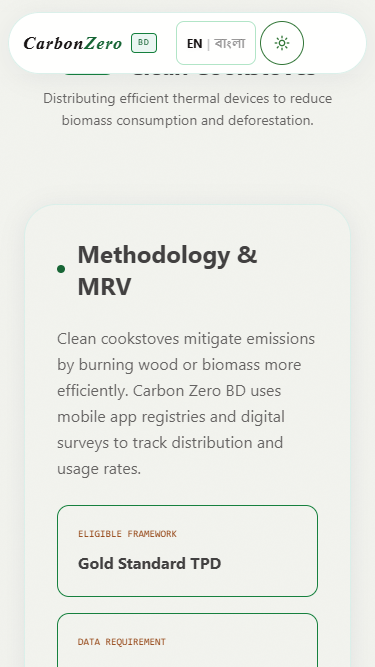 CarbonZero BD EN | বাংলা
Distributing efficient thermal devices to reduce
biomass consumption and deforestation.
Methodology &
MRV
Clean cookstoves mitigate emissions
by burning wood or biomass more
efficiently. Carbon Zero BD uses
mobile app registries and digital
surveys to track distribution and
usage rates.
ELIGIBLE FRAMEWORK
Gold Standard TPD
DATA REQUIREMENT